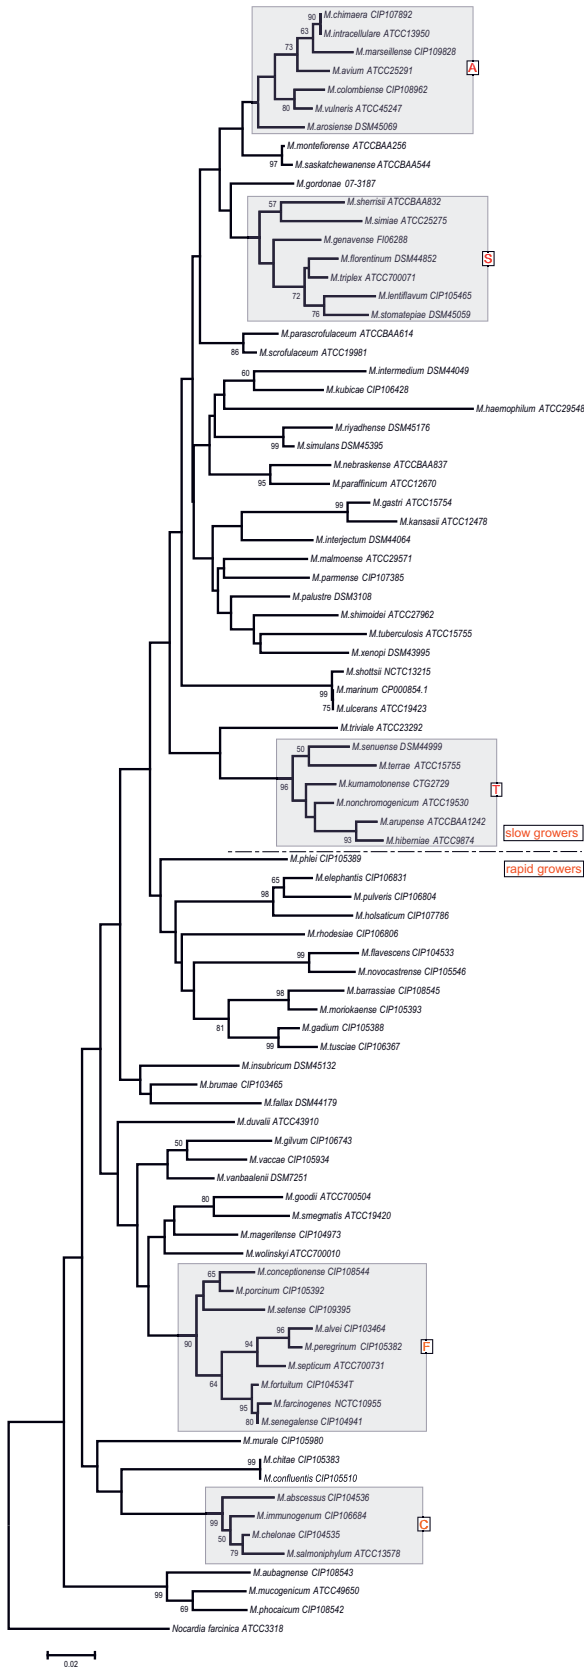 90
M.chimaera CIP107892
M.intracellulare ATCC13950
63
M.marseillense CIP109828
73
M.avium ATCC25291
A
M.colombiense CIP108962
80
M.vulneris ATCC45247
M.arosiense DSM45069
M.montefiorense ATCCBAA256
M.saskatchewanense ATCCBAA544
97
M.gordonae 07-3187
57
M.sherrisii ATCCBAA832
M.simiae ATCC25275
M.genavense FI06288
M.florentinum DSM44852
S
M.triplex ATCC700071
72
M.lentiflavum CIP105465
76
M.stomatepiae DSM45059
M.parascrofulaceum ATCCBAA614
86
M.scrofulaceum ATCC19981
60
M.intermedium DSM44049
M.kubicae CIP106428
M.haemophilum ATCC29548
M.riyadhense DSM45176
99
M.simulans DSM45395
M.nebraskense ATCCBAA837
95
M.paraffinicum ATCC12670
99
M.gastri ATCC15754
M.kansasii ATCC12478
M.interjectum DSM44064
M.malmoense ATCC29571
M.parmense CIP107385
M.palustre DSM3108
M.shimoidei ATCC27962
M.tuberculosis ATCC15755
M.xenopi DSM43995
M.shottsii NCTC13215
99
M.marinum CP000854.1
75
M.ulcerans ATCC19423
M.triviale ATCC23292
50
M.senuense DSM44999
M.terrae ATCC15755
96
M.kumamotonense CTG2729
T
M.nonchromogenicum ATCC19530
M.arupense ATCCBAA1242
93
M.hiberniae ATCC9874
slow growers
M.phlei CIP105389
rapid growers
65
M.elephantis CIP106831
98
M.pulveris CIP106804
M.holsaticum CIP107786
M.rhodesiae CIP106806
99
M.flavescens CIP104533
M.novocastrense CIP105546
98
M.barrassiae CIP108545
M.moriokaense CIP105393
81
M.gadium CIP105388
99
M.tusciae CIP106367
M.insubricum DSM45132
M.brumae CIP103465
M.fallax DSM44179
M.duvalii ATCC43910
50
M.gilvum CIP106743
M.vaccae CIP105934
M.vanbaalenii DSM7251
80
M.goodii ATCC700504
M.smegmatis ATCC19420
M.mageritense CIP104973
M.wolinskyi ATCC700010
65
M.conceptionense CIP108544
M.porcinum CIP105392
M.setense CIP109395
96
M.alvei CIP103464
90
94
M.peregrinum CIP105382
F
M.septicum ATCC700731
64
M.fortuitum CIP104534T
95
M.farcinogenes NCTC10955
80
M.senegalense CIP104941
M.murale CIP105980
99
M.chitae CIP105383
M.confluentis CIP105510
M.abscessus CIP104536
99
M.immunogenum CIP106684
C
50
M.chelonae CIP104535
79
M.salmoniphylum ATCC13578
M.aubagnense CIP108543
99
M.mucogenicum ATCC49650
69
M.phocaicum CIP108542
Nocardia farcinica ATCC3318
0.02